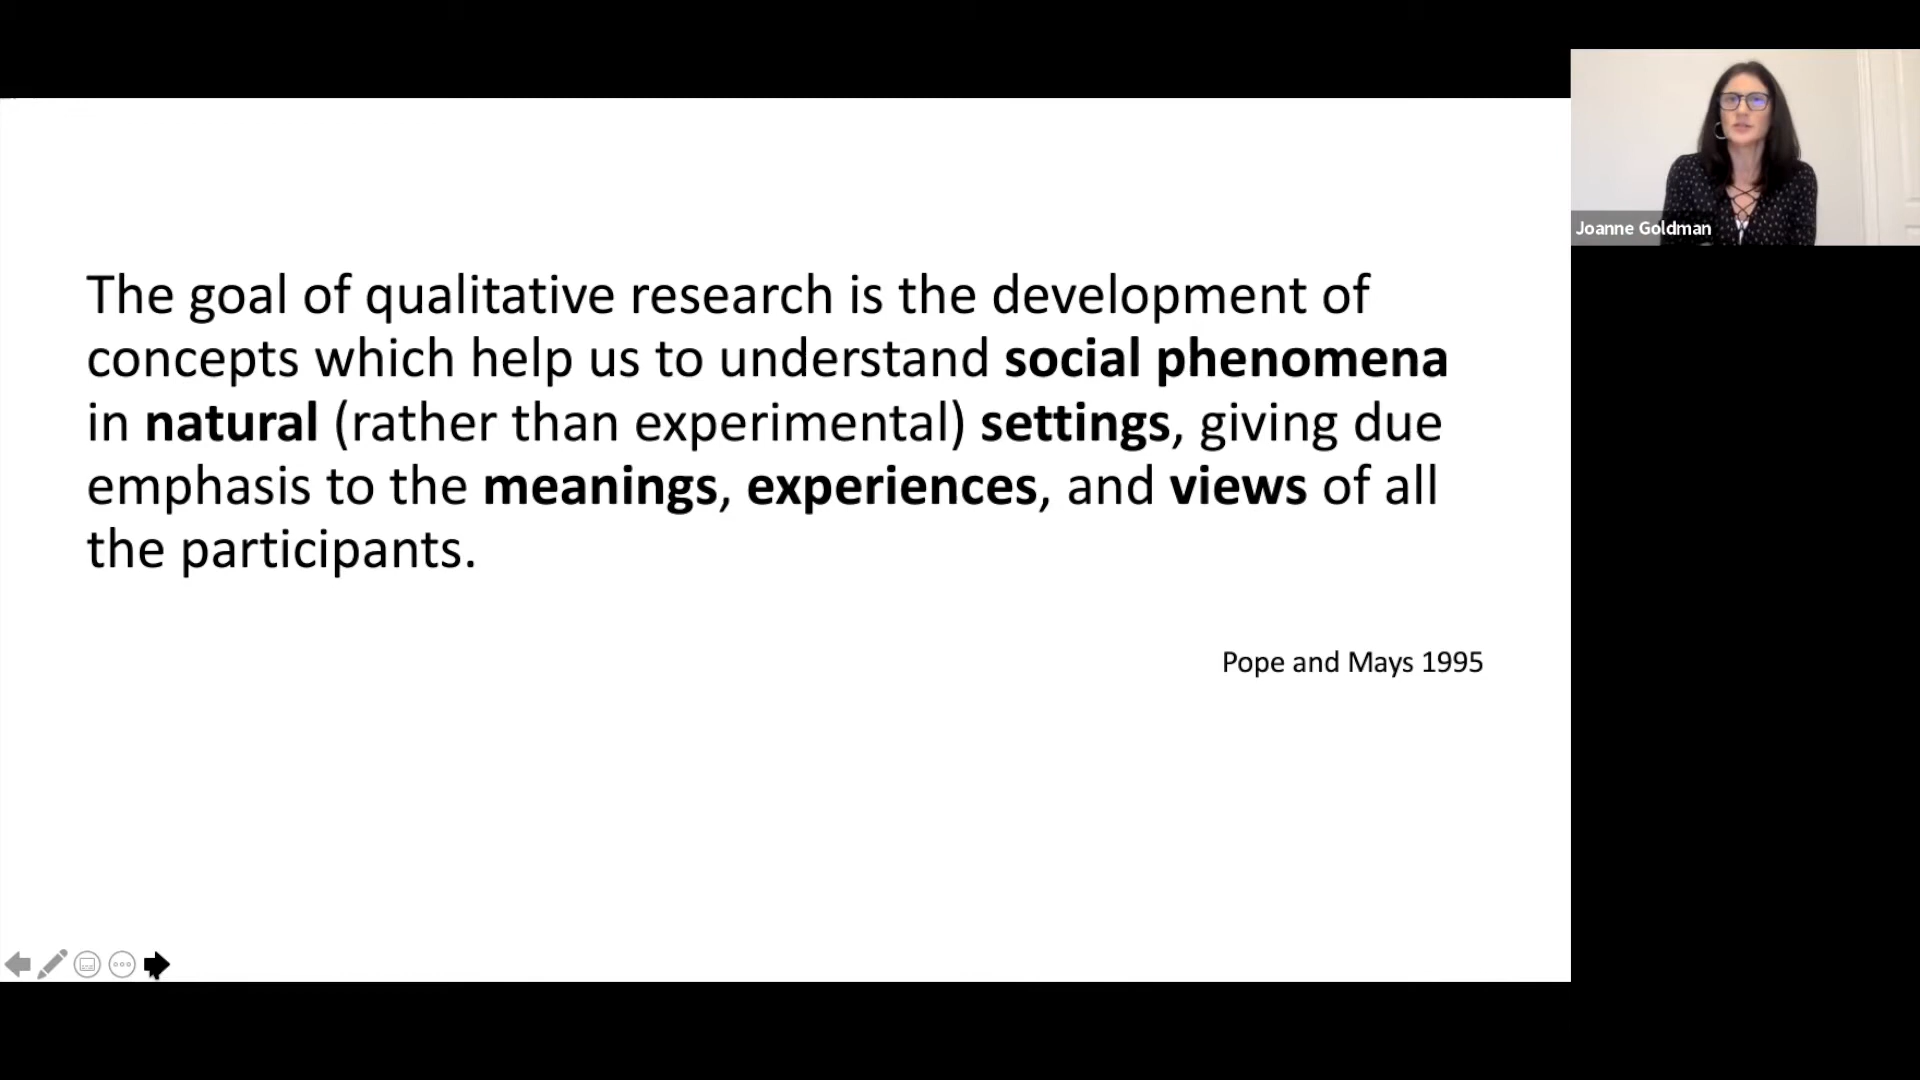 The goal of qualitative research is the development of
concepts which help us to understand social phenomena
in natural (rather than experimental) settings, giving due
emphasis to the meanings, experiences, and views of all
the participants.
Pope and Mays 1995
Joanne Goldman